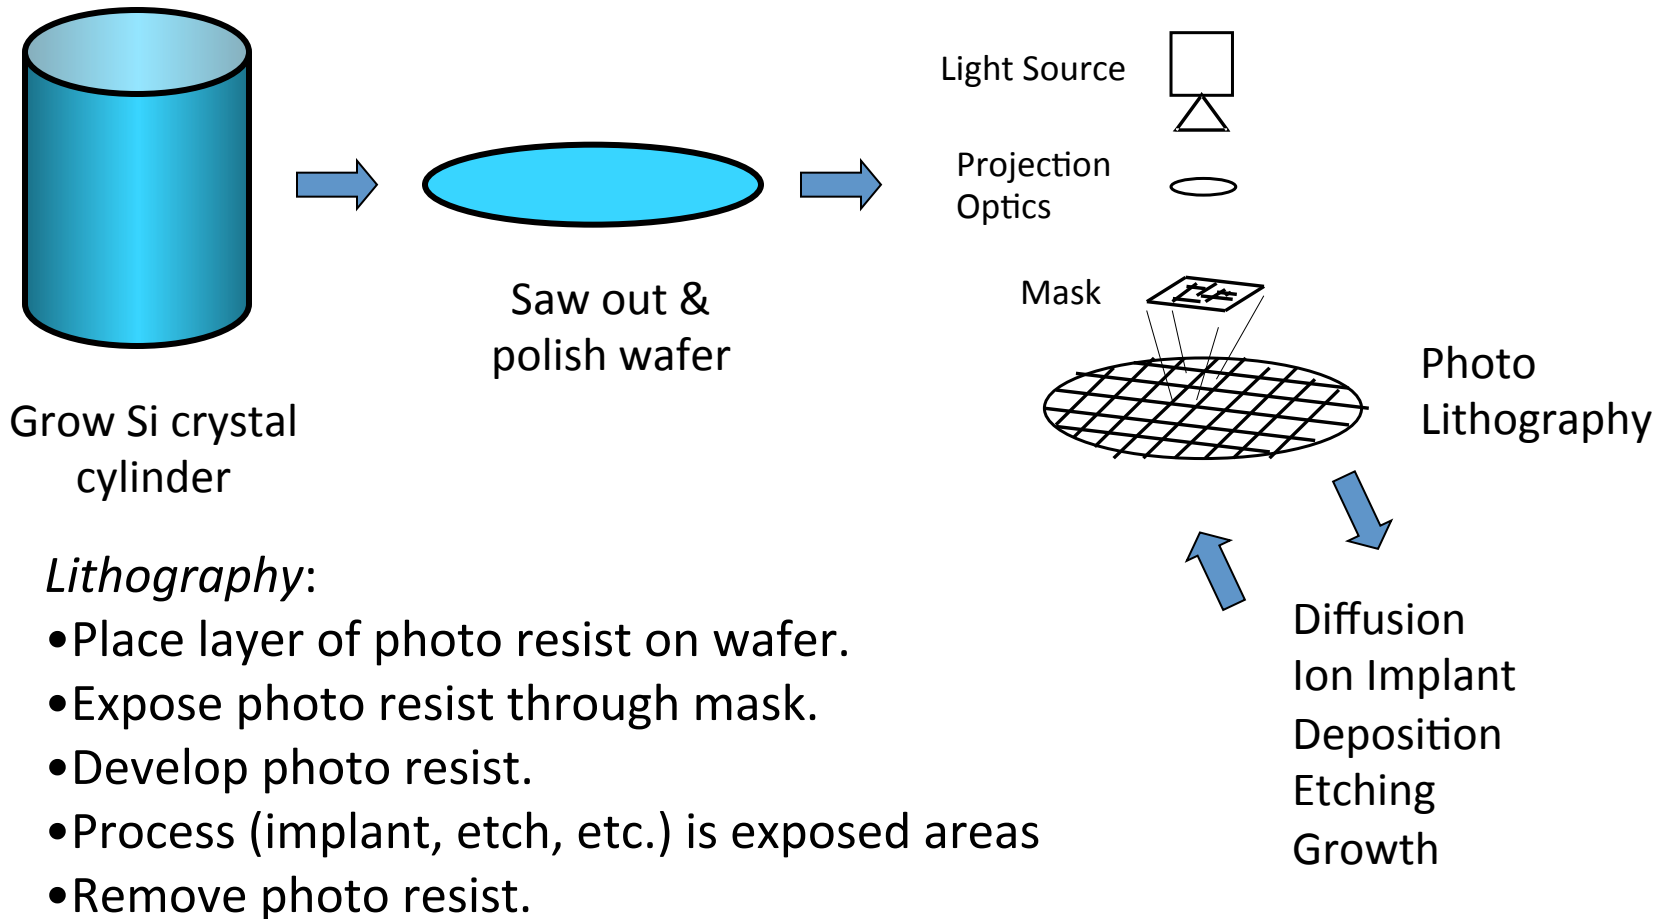 Light Source
Projection
Optics
Mask
Saw out &
polish wafer
Photo
Lithography
Grow Si crystal
cylinder
Lithography:
•Place layer of photo resist on wafer.
•Expose photo resist through mask.
•Develop photo resist.
•Process (implant, etch, etc.) is exposed areas
•Remove photo resist.
Diffusion
Ion Implant
Deposition
Etching
Growth